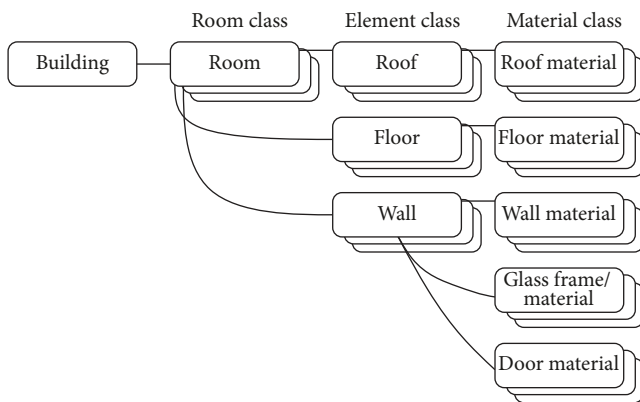 Room class Element class Material class
Building Room Roof Roof material
Floor Floor material
Wall Wall material
Glass frame/
material
Door material